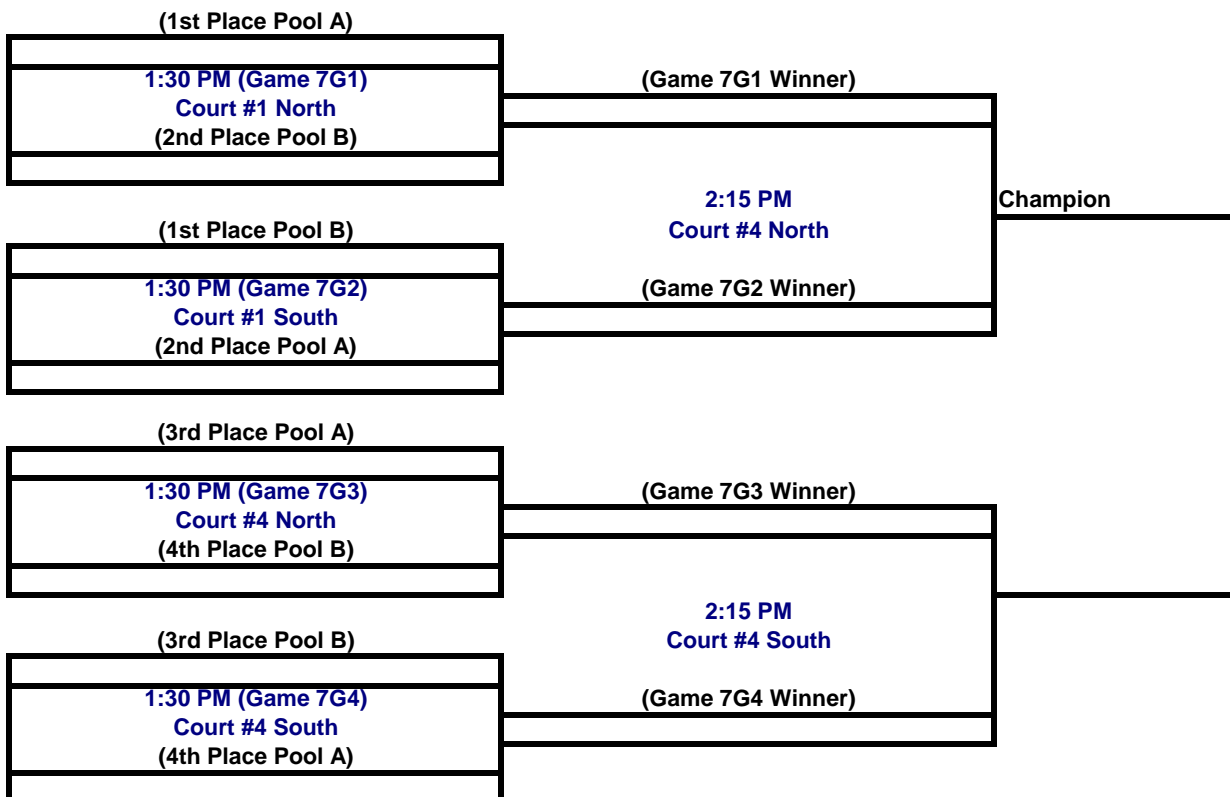 (1st Place Pool A)
1:30 PM (Game 7G1)
Court #1 North
(2nd Place Pool B)
(Game 7G1 Winner)
2:15 PM
Court #4 North
Champion
(1st Place Pool B)
1:30 PM (Game 7G2)
Court #1 South
(2nd Place Pool A)
(Game 7G2 Winner)
(3rd Place Pool A)
1:30 PM (Game 7G3)
Court #4 North
(4th Place Pool B)
(Game 7G3 Winner)
2:15 PM
Court #4 South
(3rd Place Pool B)
1:30 PM (Game 7G4)
Court #4 South
(4th Place Pool A)
(Game 7G4 Winner)